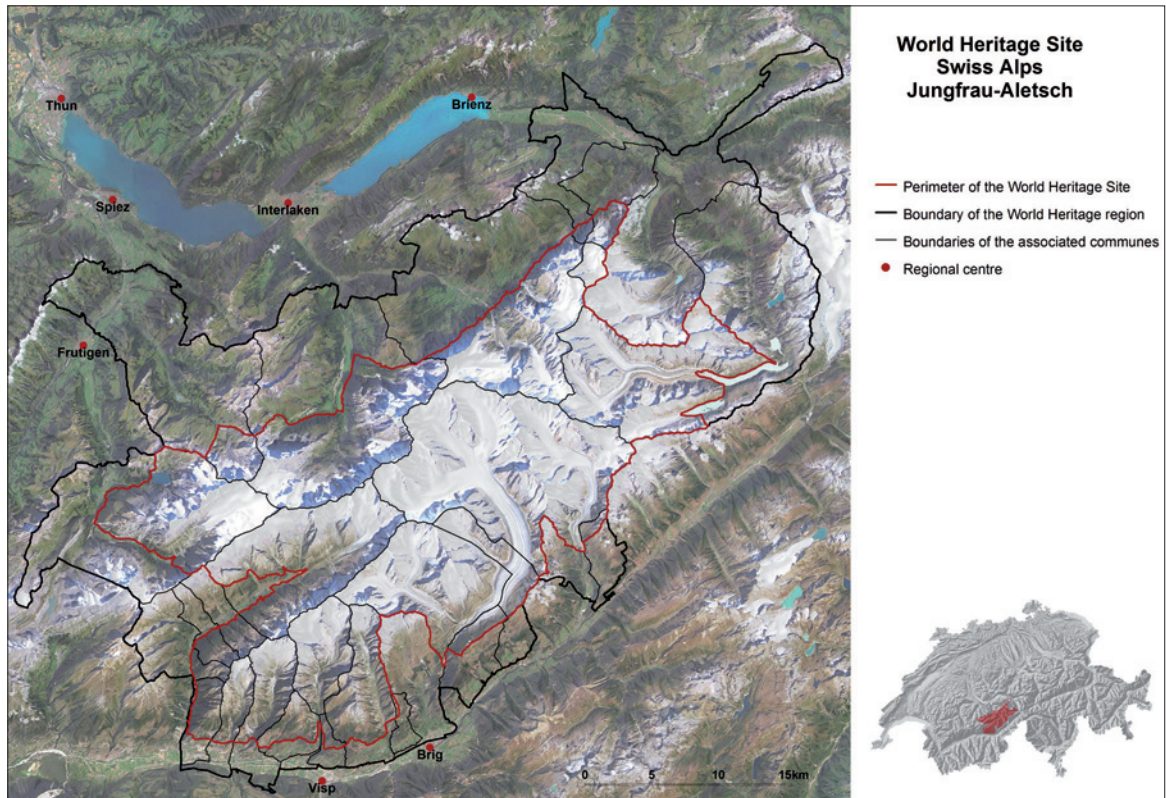 World Heritage Site
Swiss Alps
Jungfrau-Aletsch
Perimeter of the World Heritage Site
Boundary of the World Heritage region
Boundaries of the associated communes
Regional centre
Thun
Brienz
Spiez
Interlaken
Frutigen
Brig
Visp
0 5 10 15km